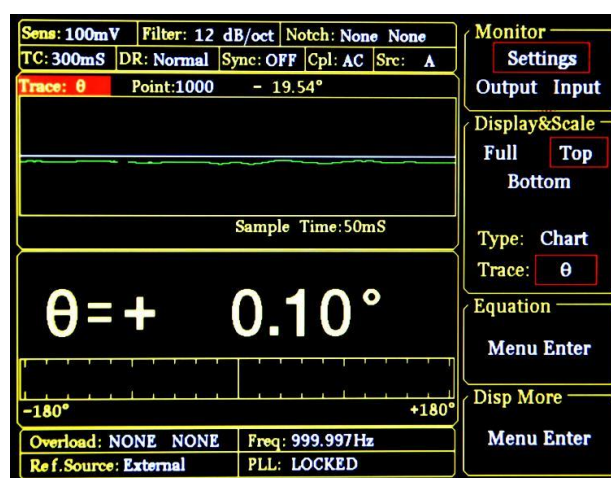 Sens: 100mV Filter: 12 dB/oct Notch: None None
TC: 300mS DR: Normal Sync: OFF Cpl: AC Src: A
Trace: θ Point:1000 - 19.54°
Sample Time:50mS
θ=+ 0.10°
-180° +180°
Overload: NONE NONE Freq: 999.997Hz
Ref.Source: External PLL: LOCKED
Monitor
Settings
Output Input
Display&Scale
Full Top
Bottom
Type: Chart
Trace: θ
Equation
Menu Enter
Disp More
Menu Enter